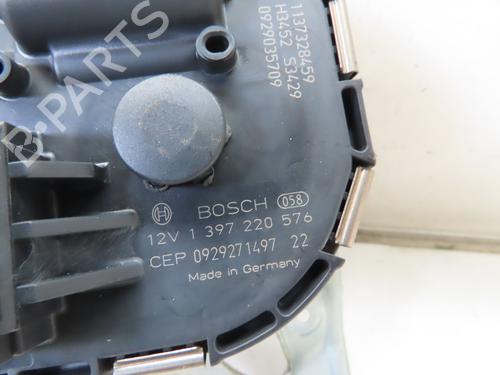 1137328459
H3452 S3429
0929035709
BOSCH 058
12V 1 397 220 576
CEP 0929271497 22
Made in Germany
B-PARTS